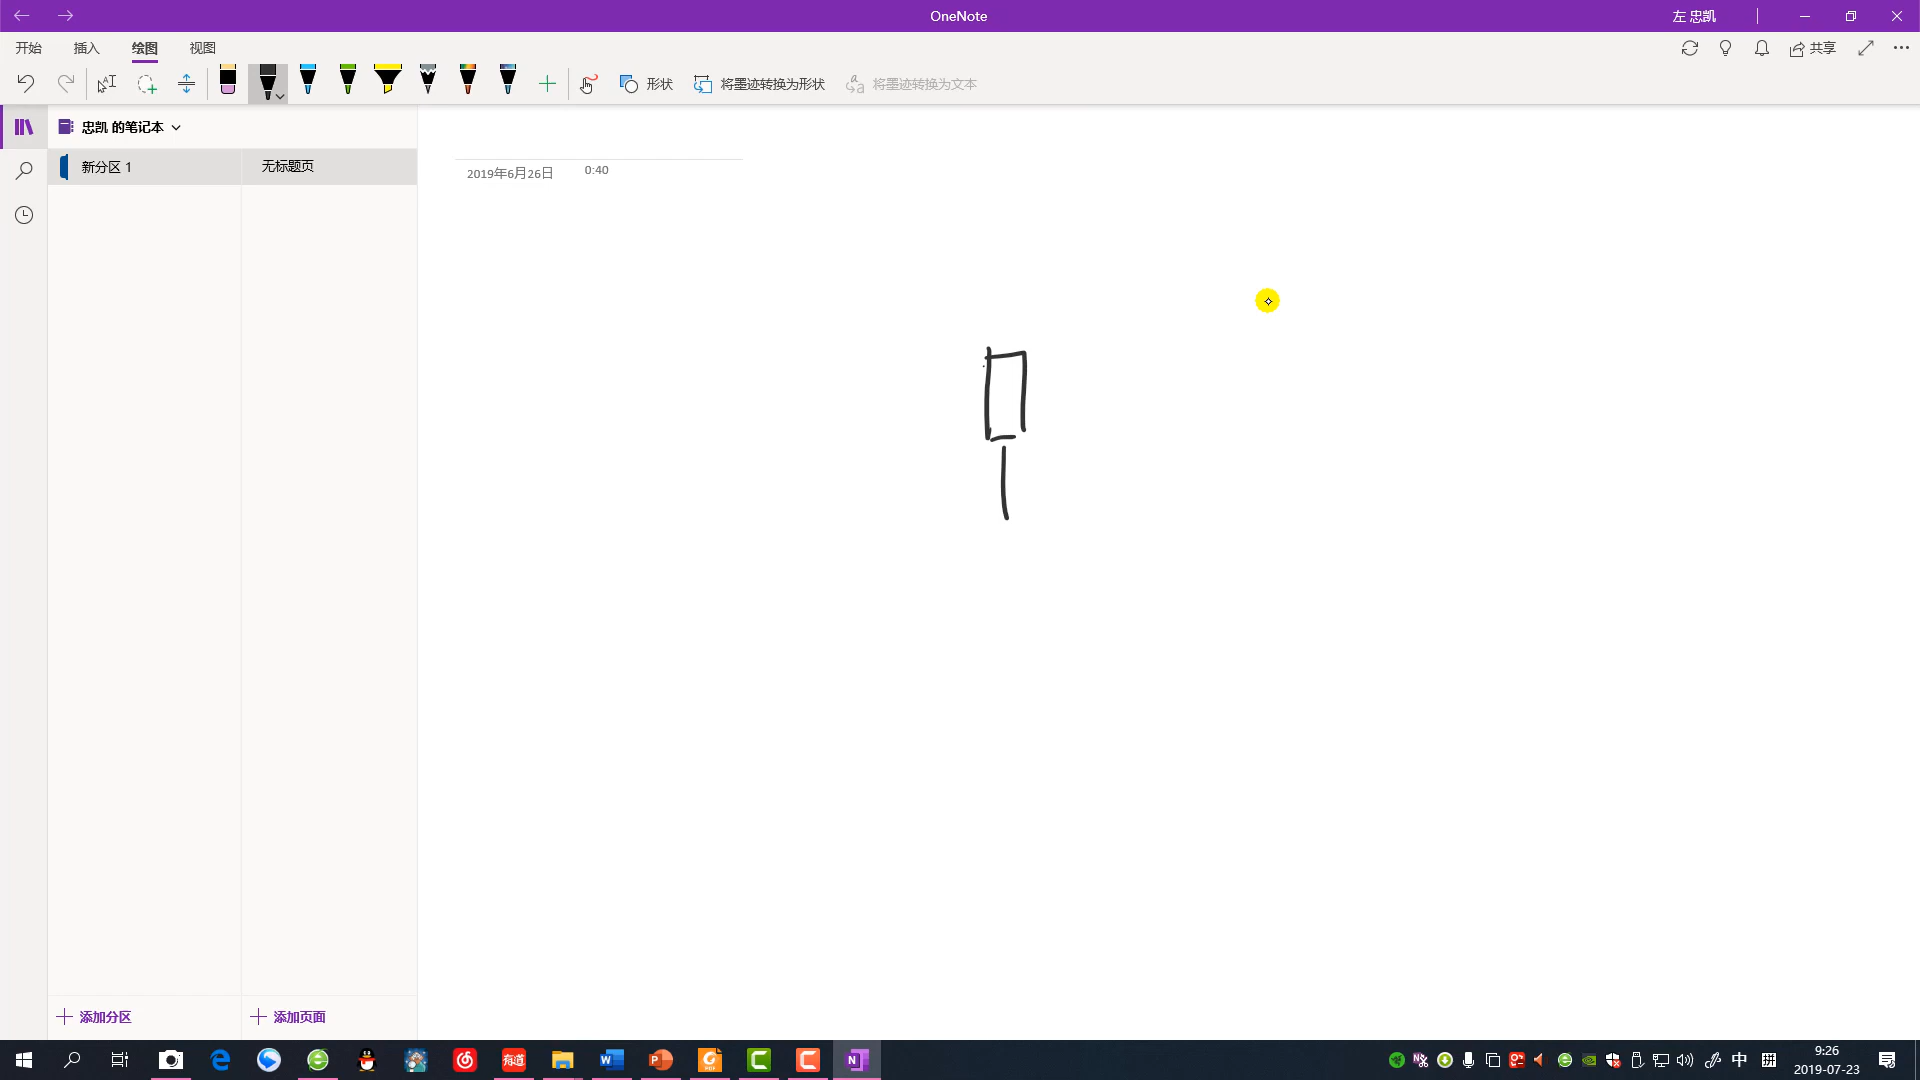 OneNote
左 忠凯
开始
插入
绘图
视图
共享
形状
将墨迹转换为形状
将墨迹转换为文本
忠凯 的笔记本
新分区 1
无标题页
2019年6月26日
0:40
添加分区
添加页面
有道
中
拼
9:26
2019-07-23